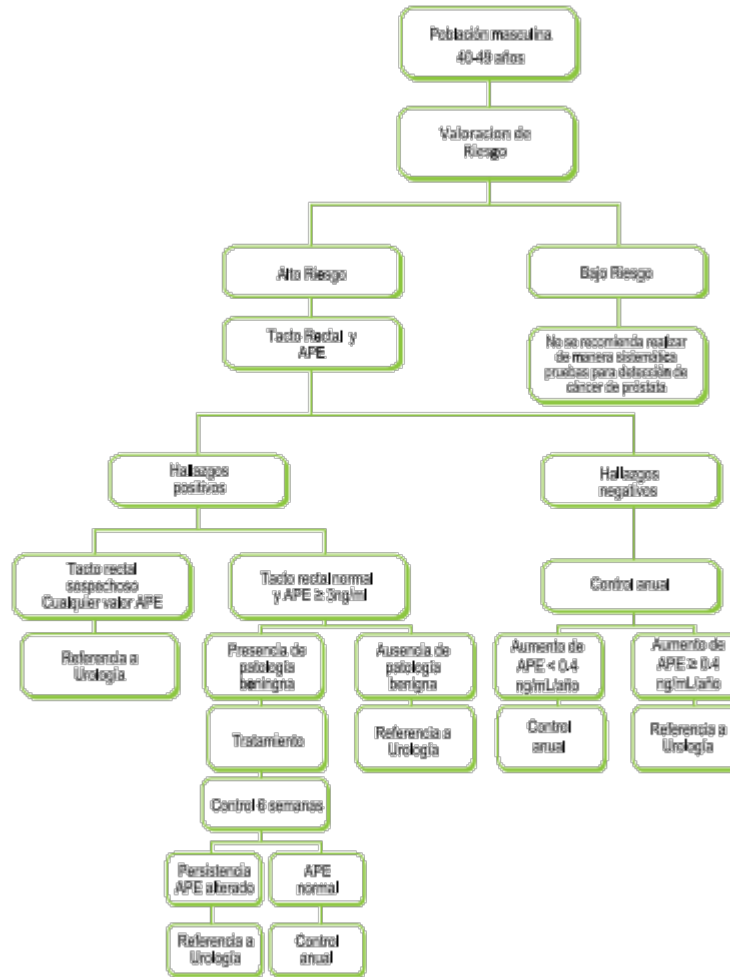 Población masculina
40-49 años
Valoracion de
Riesgo
Alto Riesgo
Bajo Riesgo
Tacto Rectal y
APE
No se recomienda realizar
de manera sistemática
pruebas para detección de
cáncer de próstata
Hallazgos
positivos
Hallazgos
negativos
Tacto rectal
sospechoso
Cualquier valor APE
Tacto rectal normal
y APE ≥ 3ng/ml
Control anual
Referencia a
Urología
Presencia de
patología
beningna
Ausencia de
patología
benigna
Aumento de
APE < 0.4
ng/mL/año
Aumento de
APE ≥ 0.4
ng/mL/año
Tratamiento
Referencia a
Urología
Control
anual
Referencia a
Urología
Control 6 semanas
Persistencia
APE alterado
APE
normal
Referencia a
Urología
Control
anual